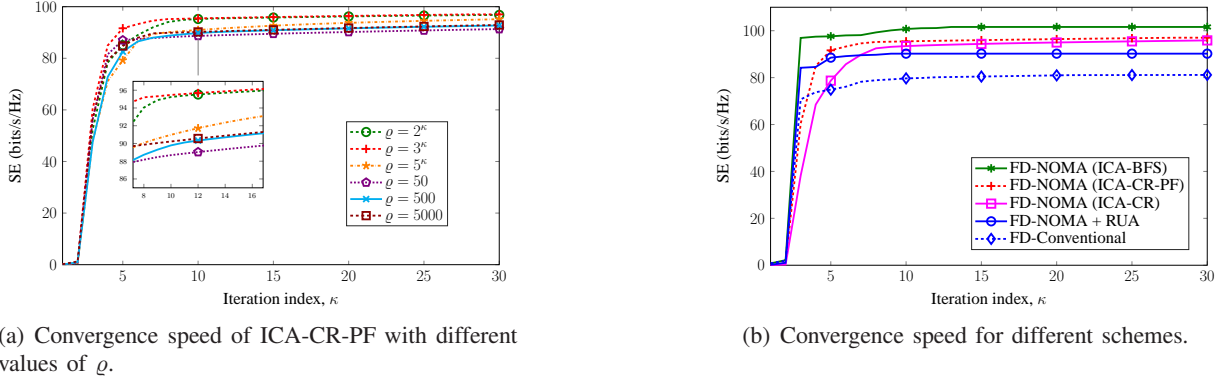 100
80
60
40
20
0
SE (bits/s/Hz)
96
94
92
90
88
86
8
10
12
14
16
ϱ = 2^κ
ϱ = 3^κ
ϱ = 5^κ
ϱ = 50
ϱ = 500
ϱ = 5000
5
10
15
20
25
30
Iteration index, κ
(a) Convergence speed of ICA-CR-PF with different
values of ϱ.
100
80
60
40
20
0
SE (bits/s/Hz)
FD-NOMA (ICA-BFS)
FD-NOMA (ICA-CR-PF)
FD-NOMA (ICA-CR)
FD-NOMA + RUA
FD-Conventional
5
10
15
20
25
30
Iteration index, κ
(b) Convergence speed for different schemes.